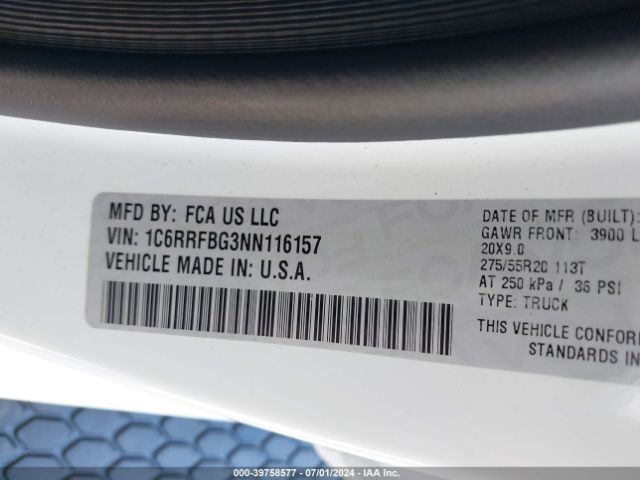 MFD BY: FCA US LLC
VIN: 1C6RRFBG3NN116157
VEHICLE MADE IN: U.S.A.
DATE OF MFR (BUILT):
GAWR FRONT: 3900 L
20X9.0
275/55R20 113T
AT 250 kPa / 36 PSI
TYPE: TRUCK
THIS VEHICLE CONFOR
STANDARDS IN
000-39758577 - 07/01/2024 - IAA Inc.